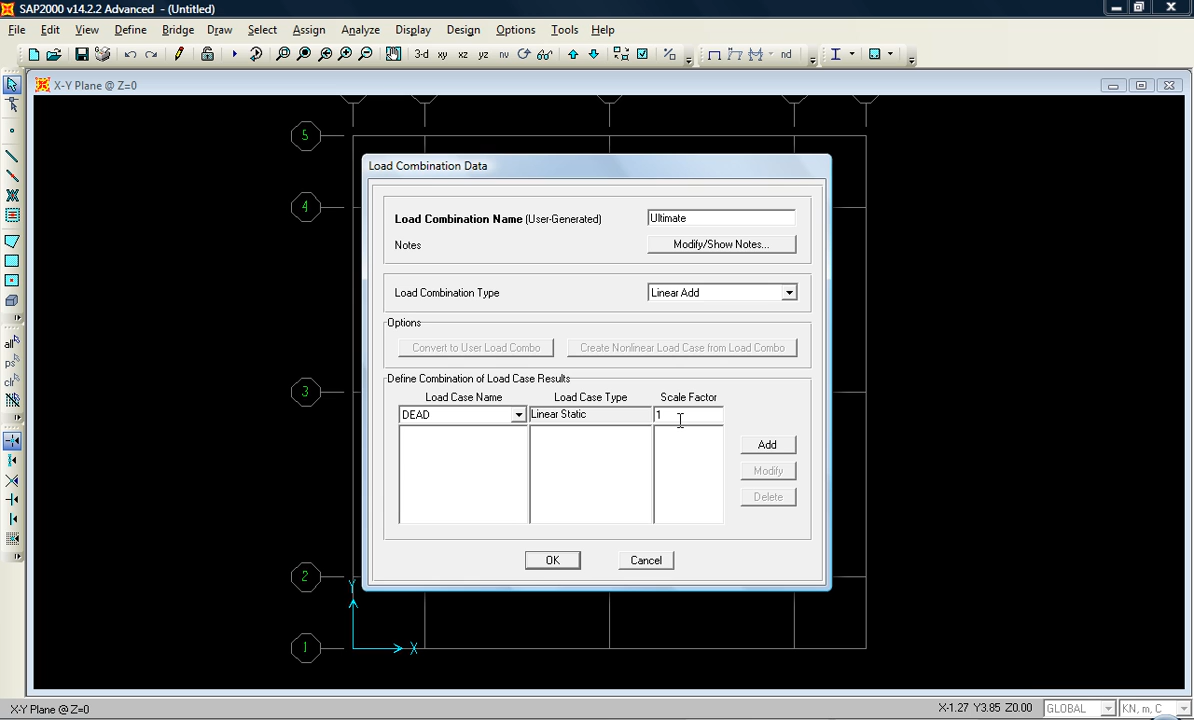 SAP2000 v14.2.2 Advanced - (Untitled)
File Edit View Define Bridge Draw Select Assign Analyze Display Design Options Tools Help
3-d xy xz yz nv nd
X-Y Plane @ Z=0
all
ps
clr
5
4
3
2
1
Y
X
Load Combination Data
Load Combination Name (User-Generated) Ultimate
Notes Modify/Show Notes...
Load Combination Type Linear Add
Options
Convert to User Load Combo Create Nonlinear Load Case from Load Combo
Define Combination of Load Case Results
Load Case Name Load Case Type Scale Factor
DEAD Linear Static 1
Add
Modify
Delete
OK Cancel
X-Y Plane @ Z=0 X-1.27 Y3.85 Z0.00 GLOBAL KN, m, C